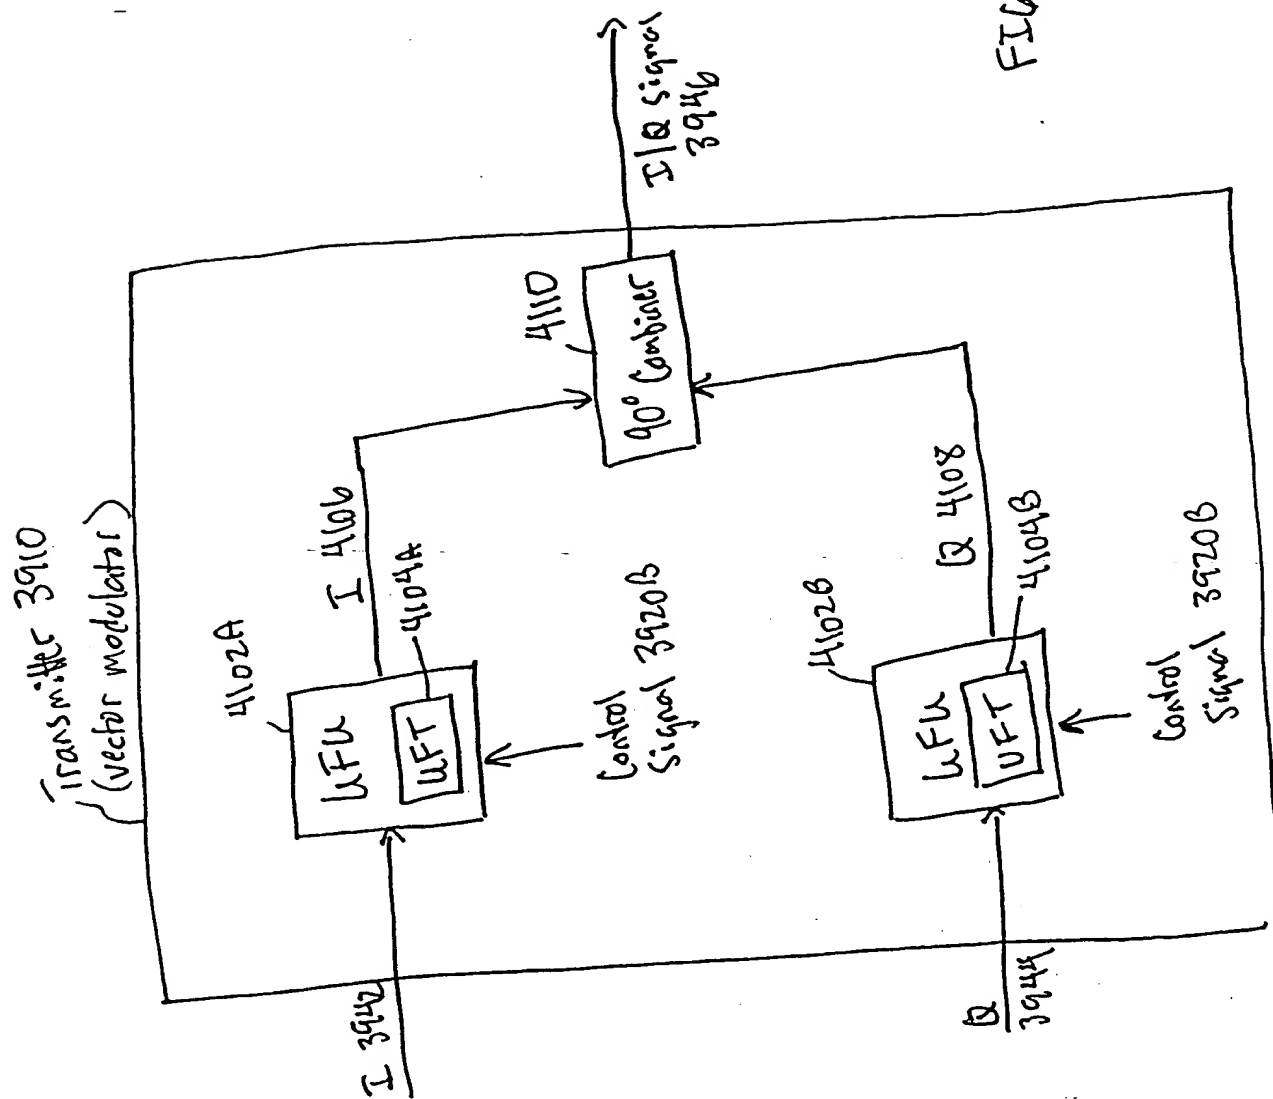 Transmitter 3910
(vector modulator)
I 3942
4102A
UFU
UFT
4104A
I 4106
Control
Signal 3920B
4110
90° Combiner
I/Q signal
3946
Q
3944
4102B
UFU
UFT
4104B
Q 4108
Control
Signal 3920B
FIG